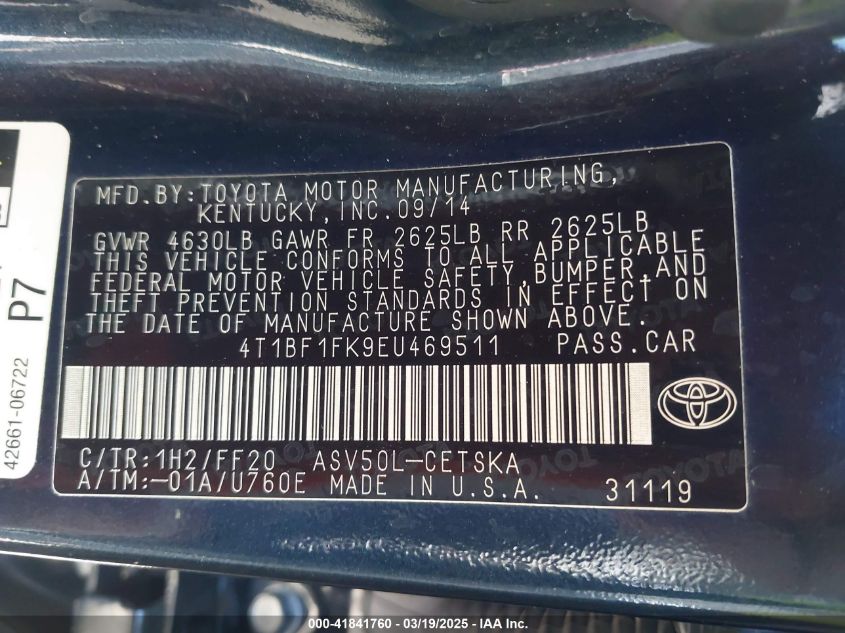 MFD.BY:TOYOTA MOTOR MANUFACTURING,
KENTUCKY, INC.09/14
GVWR 4630LB GAWR FR 2625LB RR 2625LB
THIS VEHICLE CONFORMS TO ALL APPLICABLE
FEDERAL MOTOR VEHICLE SAFETY,BUMPER,AND
THEFT PREVENTION STANDARDS IN EFFECT ON
THE DATE OF MANUFACTURE SHOWN ABOVE.
4T1BF1FK9EU469511 PASS.CAR
C/TR:1H2/FF20 ASV50L-CETSKA
A/TM:-01A/U760E MADE IN U.S.A. 31119
P7
42661-06722
000-41841760 - 03/19/2025 - IAA Inc.